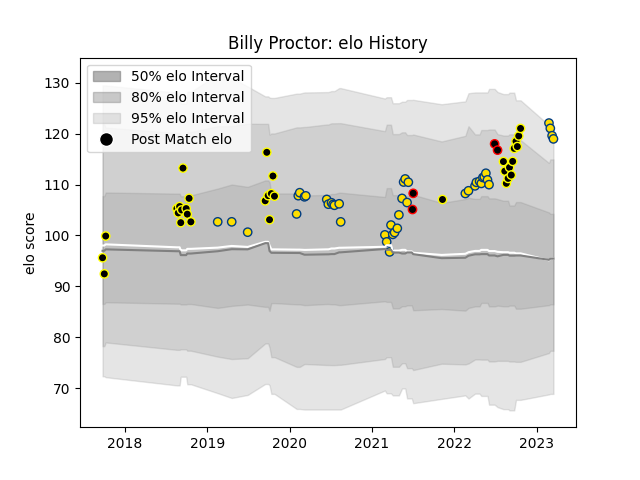 Billy Proctor: elo History
50% elo Interval
80% elo Interval
95% elo Interval
Post Match elo
elo score
130
120
110
100
90
80
70
2018 2019 2020 2021 2022 2023